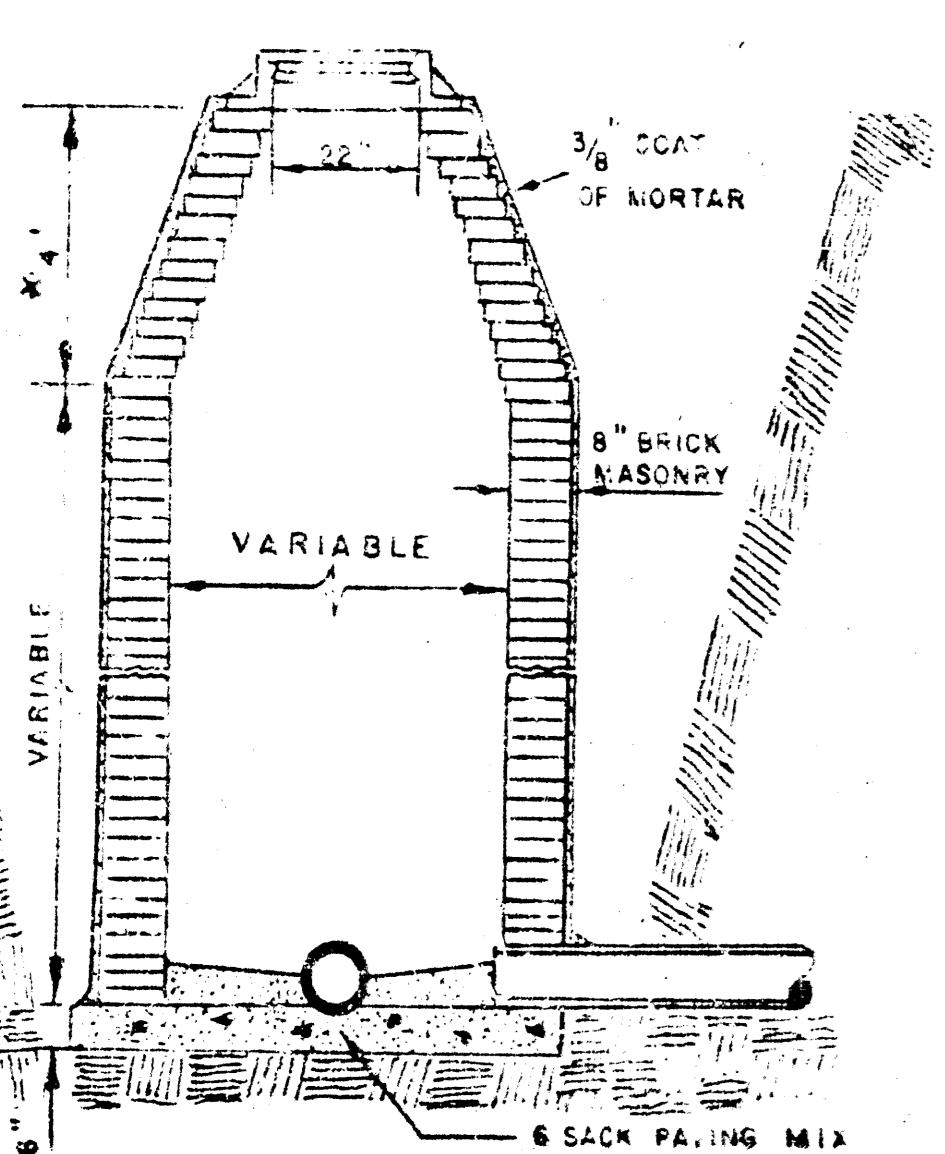 22"
3/8" COAT
OF MORTAR
* 4'
8" BRICK
MASONRY
VARIABLE
VARIABLE
6"
6 SACK PAVING MIX